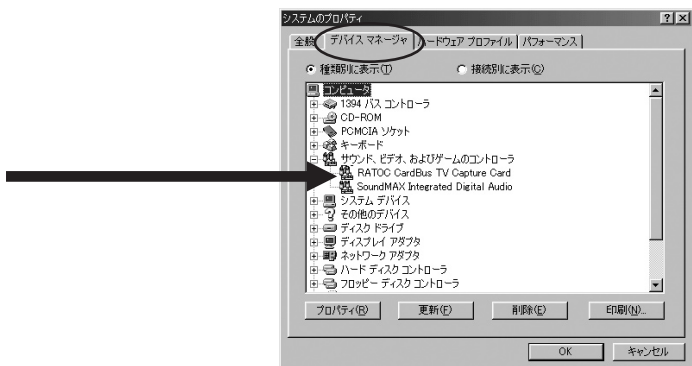 システムのプロパティ
全般 デバイス マネージャ ハードウェア プロファイル パフォーマンス
種類別に表示(T) 接続別に表示(C)
コンピュータ
1394 バス コントローラ
CD-ROM
PCMCIA ソケット
キーボード
サウンド、ビデオ、およびゲームのコントローラ
RATOC CardBus TV Capture Card
SoundMAX Integrated Digital Audio
システム デバイス
その他のデバイス
ディスク ドライブ
ディスプレイ アダプタ
ネットワーク アダプタ
ハード ディスク コントローラ
フロッピー ディスク コントローラ
プロパティ(R) 更新(F) 削除(E) 印刷(N)...
OK キャンセル